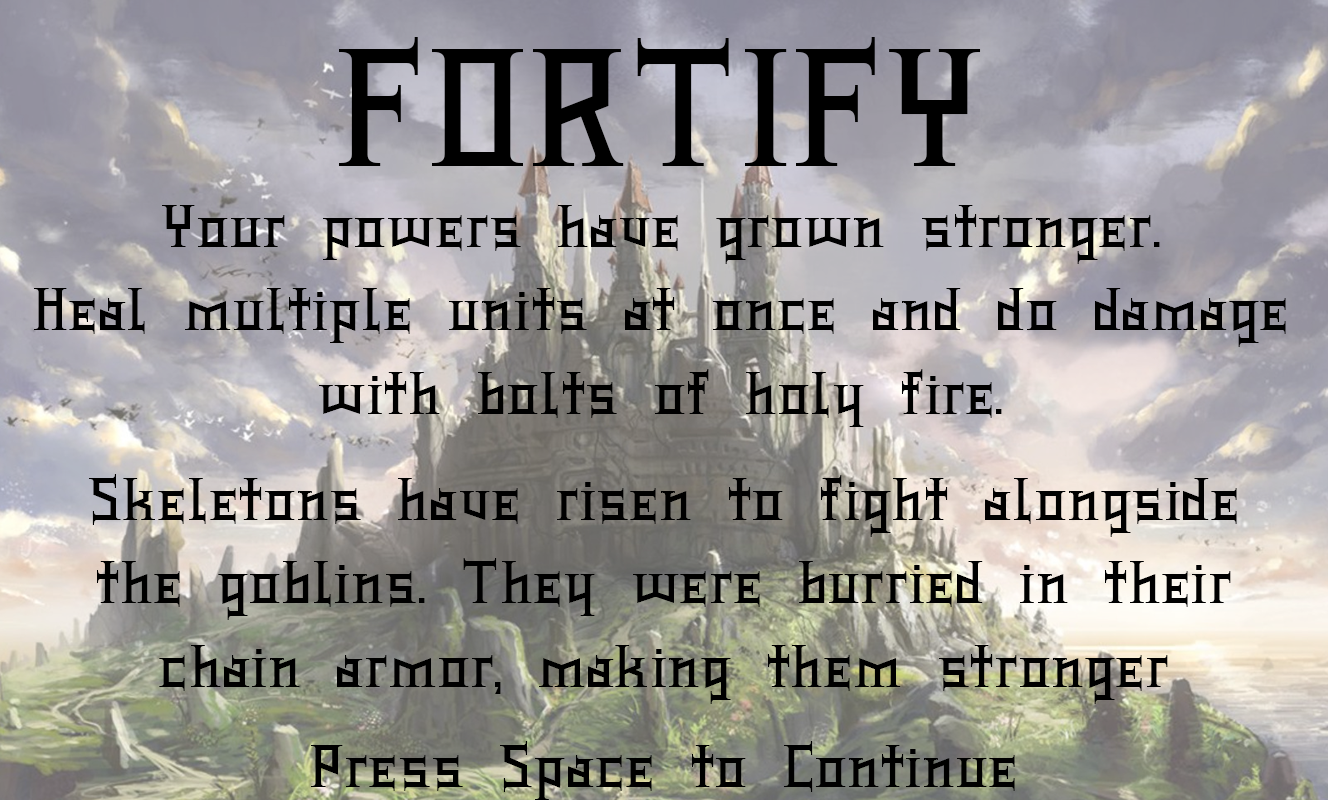 FORTIFY
Your powers have grown stronger.
Heal multiple units at once and do damage
with bolts of holy fire.
Skeletons have risen to fight alongside
the goblins. They were burried in their
chain armor, making them stronger
Press Space to Continue